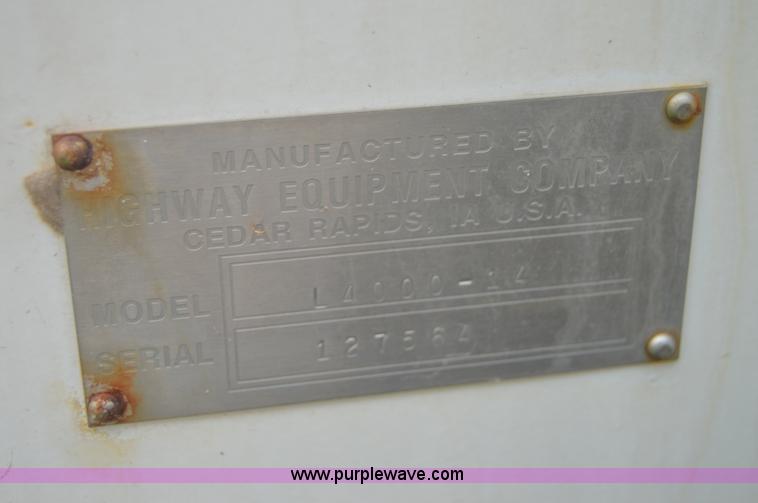 MANUFACTURED BY
HIGHWAY EQUIPMENT COMPANY
CEDAR RAPIDS, IA U.S.A.
MODEL L4000-14
SERIAL 127564
www.purplewave.com